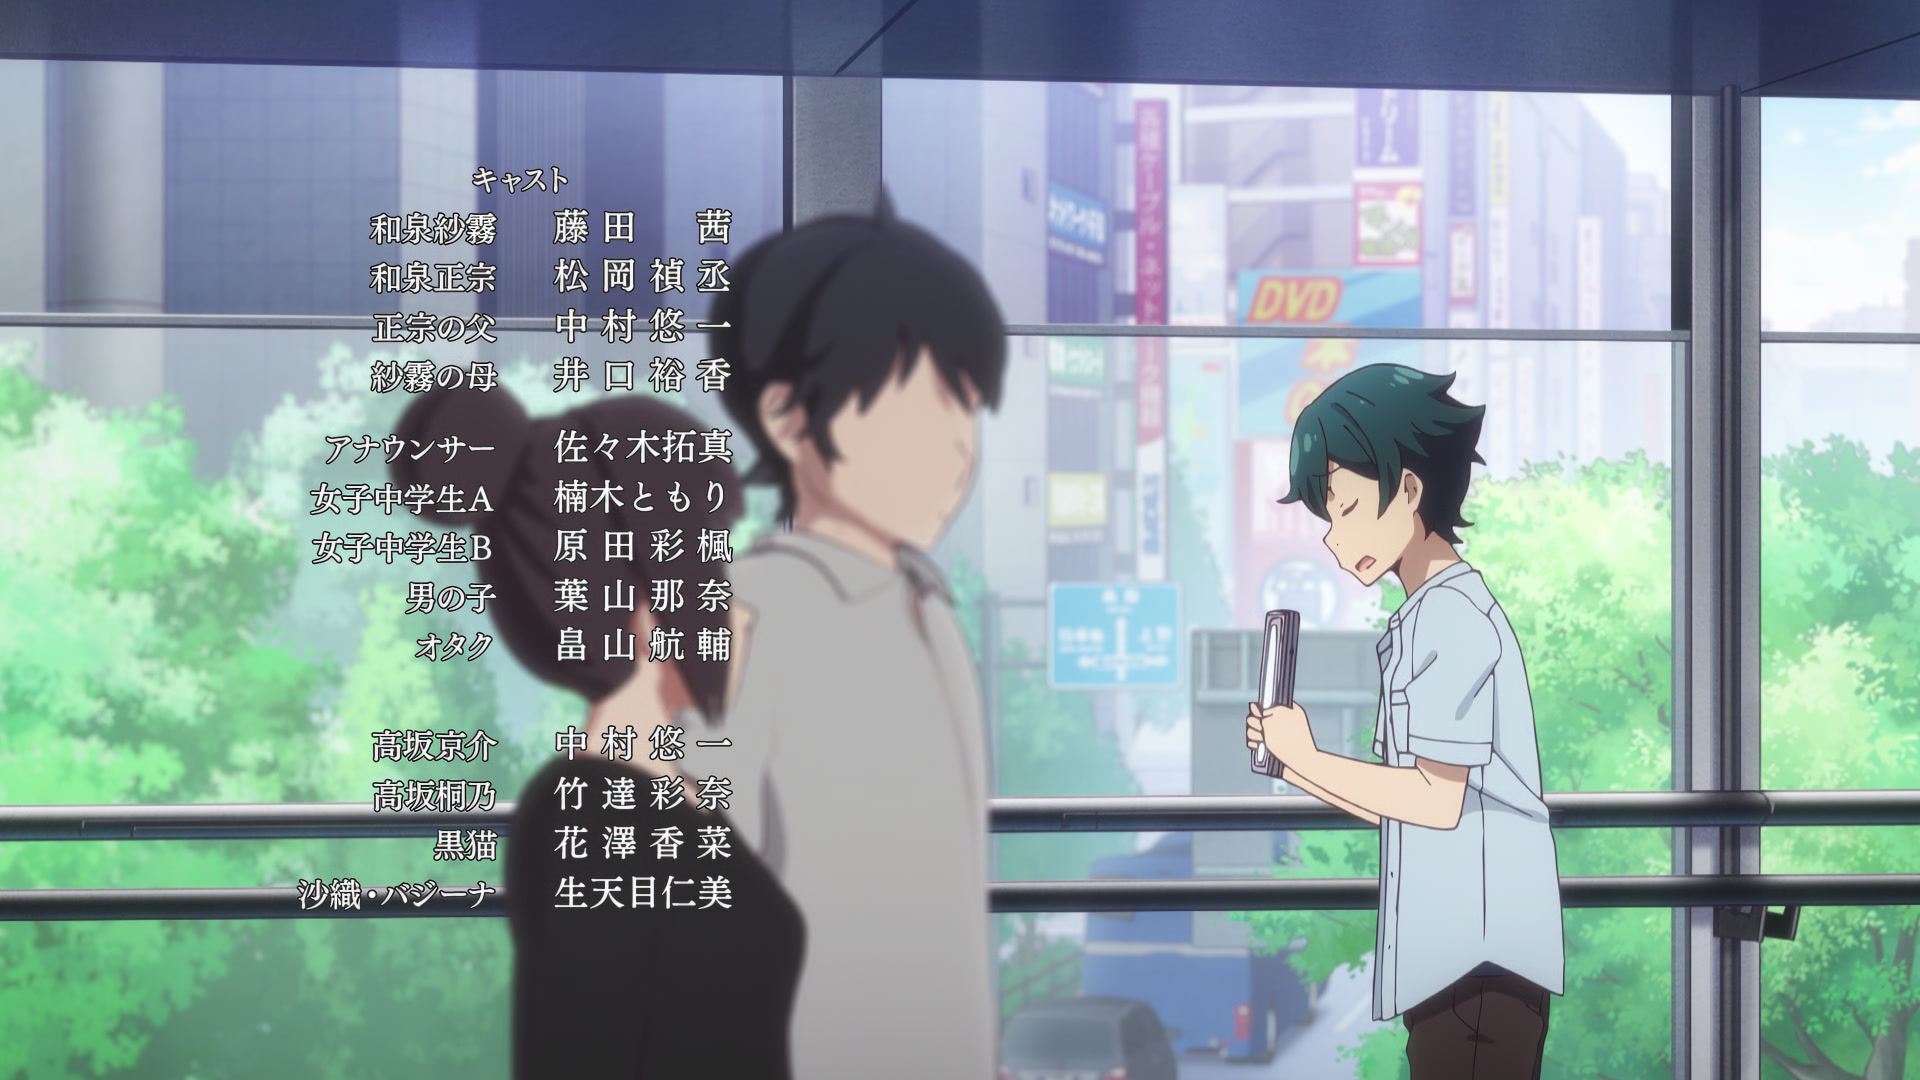 キャスト
和泉紗霧 藤田 茜
和泉正宗 松岡禎丞
正宗の父 中村悠一
紗霧の母 井口裕香
アナウンサー 佐々木拓真
女子中学生A 楠木ともり
女子中学生B 原田彩楓
男の子 葉山那奈
オタク 畠山航輔
高坂京介 中村悠一
高坂桐乃 竹達彩奈
黒猫 花澤香菜
沙織・バジーナ 生天目仁美
DVD